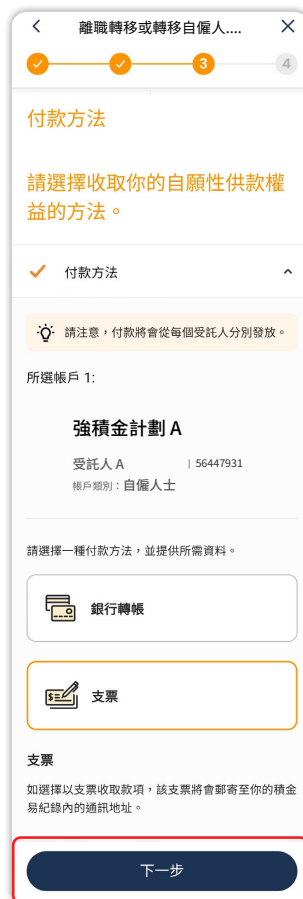 離職轉移或轉移自僱人....
3
4
付款方法
請選擇收取你的自願性供款權
益的方法。
付款方法
請注意，付款將會從每個受託人分別發放。
所選帳戶 1:
強積金計劃 A
受託人 A | 56447931
帳戶類別：自僱人士
請選擇一種付款方法，並提供所需資料。
銀行轉帳
支票
支票
如選擇以支票收取款項，該支票將會郵寄至你的積金
易紀錄內的通訊地址。
下一步